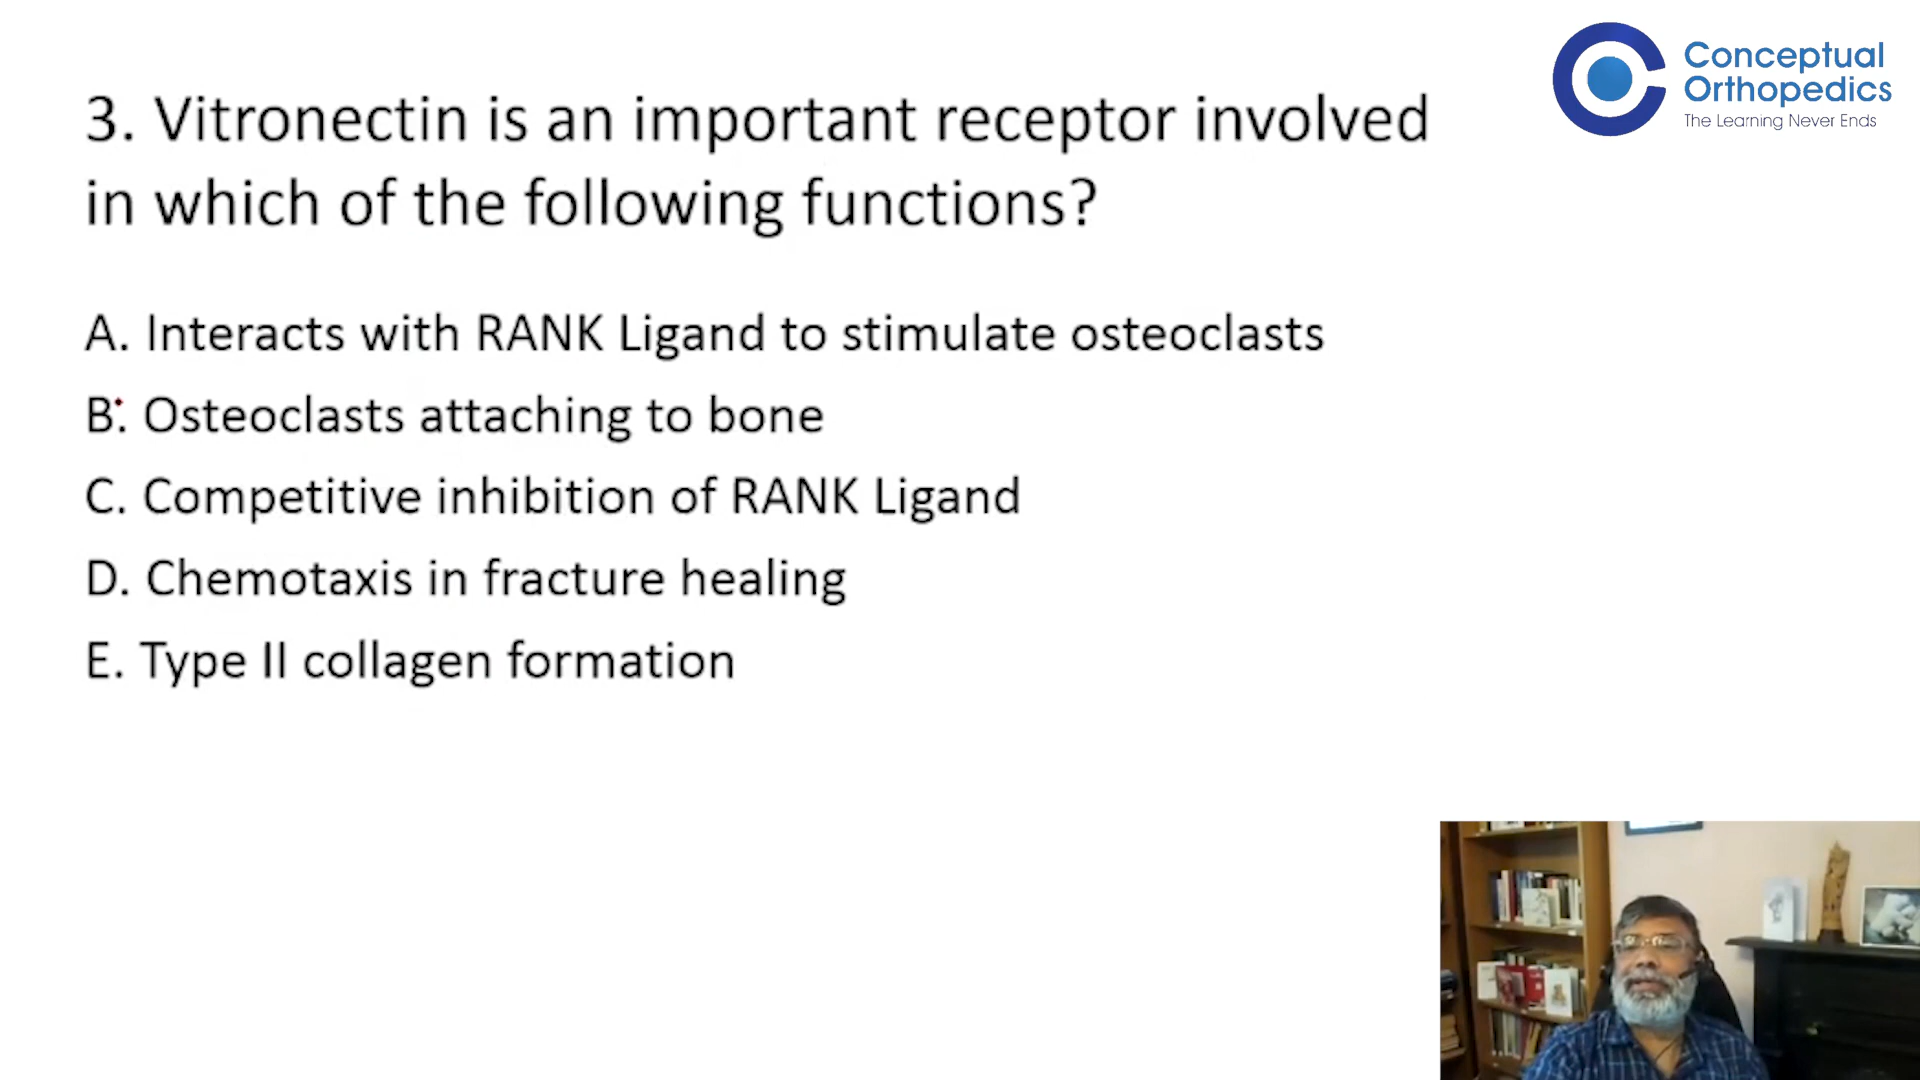 Conceptual
Orthopedics
The Learning Never Ends
3. Vitronectin is an important receptor involved
in which of the following functions?
A. Interacts with RANK Ligand to stimulate osteoclasts
B. Osteoclasts attaching to bone
C. Competitive inhibition of RANK Ligand
D. Chemotaxis in fracture healing
E. Type II collagen formation